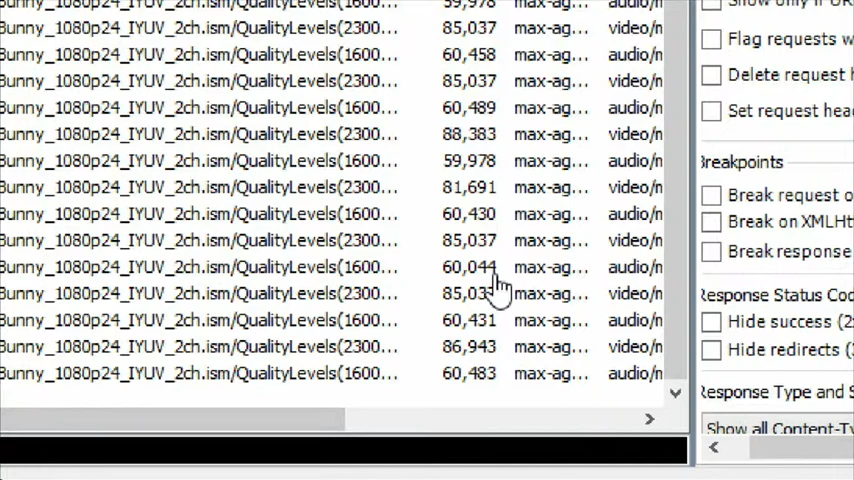 Bunny_1080p24_IYUV_2ch.ism/QualityLevels(1600... 59,978 max-ag... audio/n
Bunny_1080p24_IYUV_2ch.ism/QualityLevels(2300... 85,037 max-ag... video/n
Bunny_1080p24_IYUV_2ch.ism/QualityLevels(1600... 60,458 max-ag... audio/n
Bunny_1080p24_IYUV_2ch.ism/QualityLevels(2300... 85,037 max-ag... video/n
Bunny_1080p24_IYUV_2ch.ism/QualityLevels(1600... 60,489 max-ag... audio/n
Bunny_1080p24_IYUV_2ch.ism/QualityLevels(2300... 88,383 max-ag... video/n
Bunny_1080p24_IYUV_2ch.ism/QualityLevels(1600... 59,978 max-ag... audio/n
Bunny_1080p24_IYUV_2ch.ism/QualityLevels(2300... 81,691 max-ag... video/n
Bunny_1080p24_IYUV_2ch.ism/QualityLevels(1600... 60,430 max-ag... audio/n
Bunny_1080p24_IYUV_2ch.ism/QualityLevels(2300... 85,037 max-ag... video/n
Bunny_1080p24_IYUV_2ch.ism/QualityLevels(1600... 60,044 max-ag... audio/n
Bunny_1080p24_IYUV_2ch.ism/QualityLevels(2300... 85,037 max-ag... video/n
Bunny_1080p24_IYUV_2ch.ism/QualityLevels(1600... 60,431 max-ag... audio/n
Bunny_1080p24_IYUV_2ch.ism/QualityLevels(2300... 86,943 max-ag... video/n
Bunny_1080p24_IYUV_2ch.ism/QualityLevels(1600... 60,483 max-ag... audio/n
Show only if UR
Flag requests w
Delete request h
Set request head
Breakpoints
Break request o
Break on XMLHt
Break response
Response Status Cod
Hide success (2
Hide redirects (3
Response Type and S
Show all Content-Ty